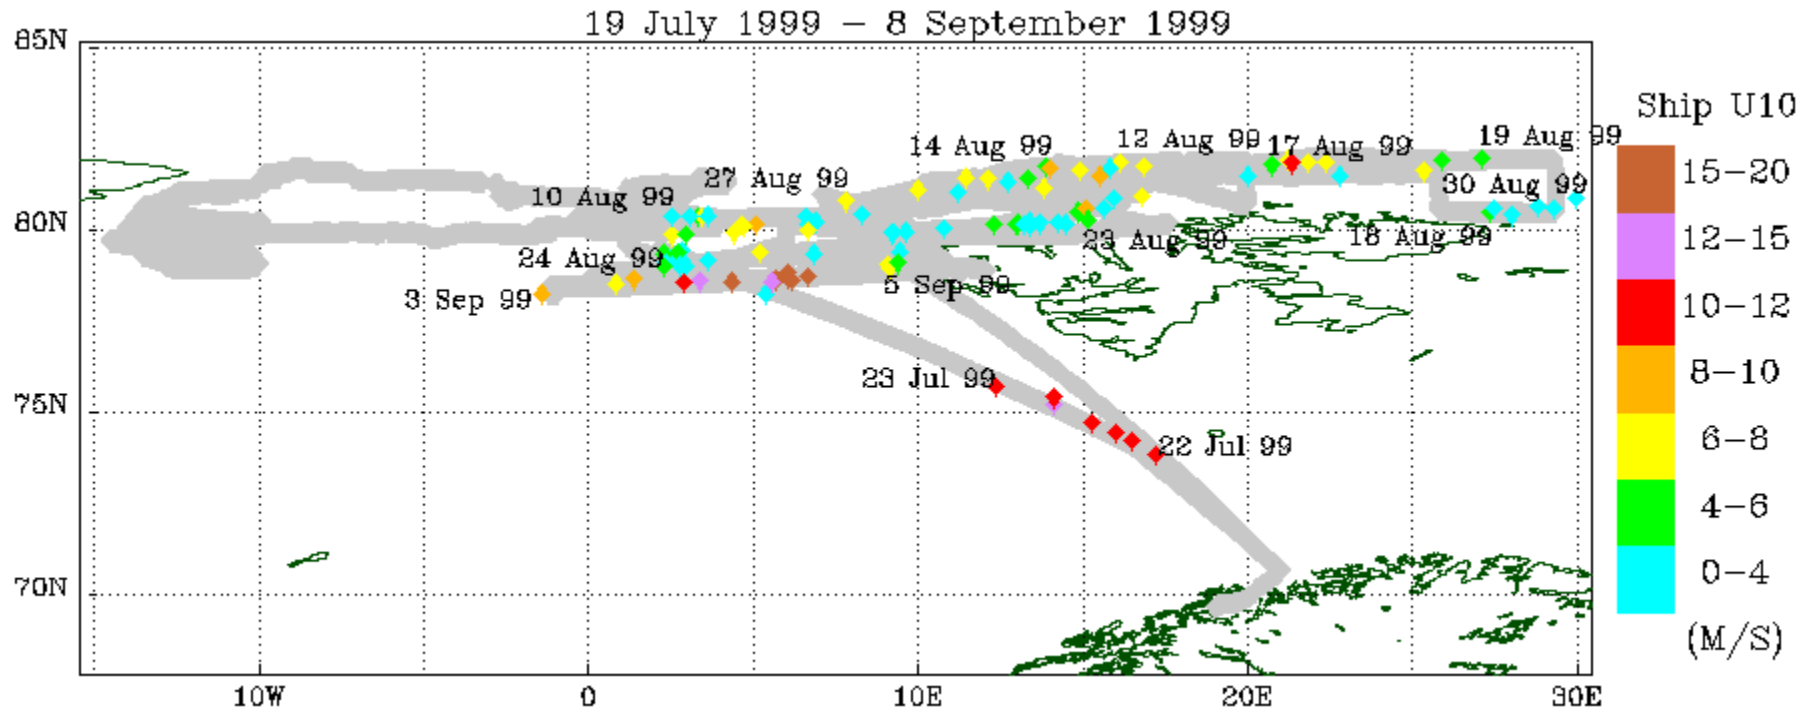 19 July 1999 – 8 September 1999
85N
80N
75N
70N
10W
0
10E
20E
30E
14 Aug 99
12 Aug 99
17 Aug 99
19 Aug 99
10 Aug 99
27 Aug 99
30 Aug 99
24 Aug 99
23 Aug 99
18 Aug 99
3 Sep 99
5 Sep 99
23 Jul 99
22 Jul 99
Ship U10
15–20
12–15
10–12
8–10
6–8
4–6
0–4
(M/S)